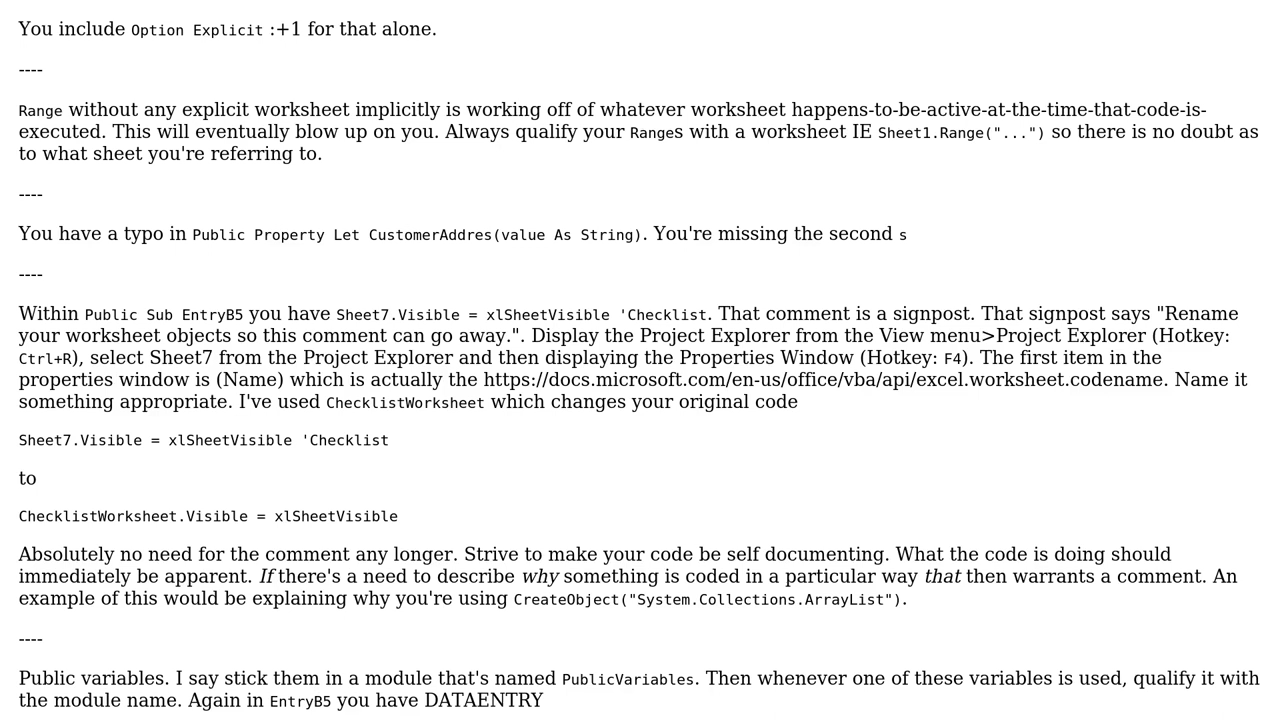 You include Option Explicit :+1 for that alone.
----
Range without any explicit worksheet implicitly is working off of whatever worksheet happens-to-be-active-at-the-time-that-code-is-
executed. This will eventually blow up on you. Always qualify your Ranges with a worksheet IE Sheet1.Range("...") so there is no doubt as
to what sheet you're referring to.
----
You have a typo in Public Property Let CustomerAddres(value As String). You're missing the second s
----
Within Public Sub EntryB5 you have Sheet7.Visible = xlSheetVisible 'Checklist. That comment is a signpost. That signpost says "Rename
your worksheet objects so this comment can go away.". Display the Project Explorer from the View menu>Project Explorer (Hotkey:
Ctrl+R), select Sheet7 from the Project Explorer and then displaying the Properties Window (Hotkey: F4). The first item in the
properties window is (Name) which is actually the https://docs.microsoft.com/en-us/office/vba/api/excel.worksheet.codename. Name it
something appropriate. I've used ChecklistWorksheet which changes your original code
Sheet7.Visible = xlSheetVisible 'Checklist
to
ChecklistWorksheet.Visible = xlSheetVisible
Absolutely no need for the comment any longer. Strive to make your code be self documenting. What the code is doing should
immediately be apparent. If there's a need to describe why something is coded in a particular way that then warrants a comment. An
example of this would be explaining why you're using CreateObject("System.Collections.ArrayList").
----
Public variables. I say stick them in a module that's named PublicVariables. Then whenever one of these variables is used, qualify it with
the module name. Again in EntryB5 you have DATAENTRY